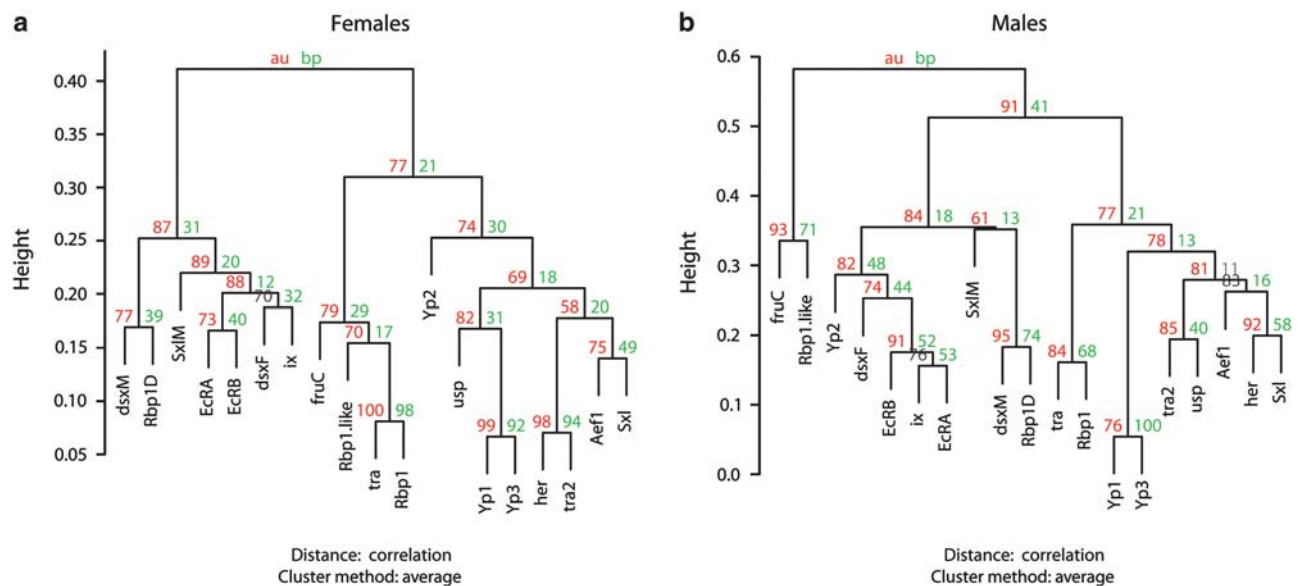 a
Females
au bp
Height
0.40
0.35
0.30
0.25
0.20
0.15
0.10
0.05
77 21
87 31
74 30
89 20
88 12
70 32
69 18
77 39
73 40
79 29
70 17
82 31
58 20
75 49
100 98
99 92
98 94
dsxM
Rbp1D
SxlM
EcRA
EcRB
dsxF
ix
fruC
Rbp1.like
tra
Rbp1
Yp2
usp
Yp1
Yp3
her
tra2
Aef1
Sxl
Distance: correlation
Cluster method: average
b
Males
au bp
Height
0.6
0.5
0.4
0.3
0.2
0.1
0.0
91 41
93 71
84 18
61 13
77 21
78 13
82 48
74 44
81 11
83 16
91 52
76 53
95 74
84 68
85 40
92 58
76 100
fruC
Rbp1.like
Yp2
dsxF
EcRB
ix
EcRA
SxlM
dsxM
Rbp1D
tra
Rbp1
Yp1
Yp3
tra2
usp
Aef1
her
Sxl
Distance: correlation
Cluster method: average